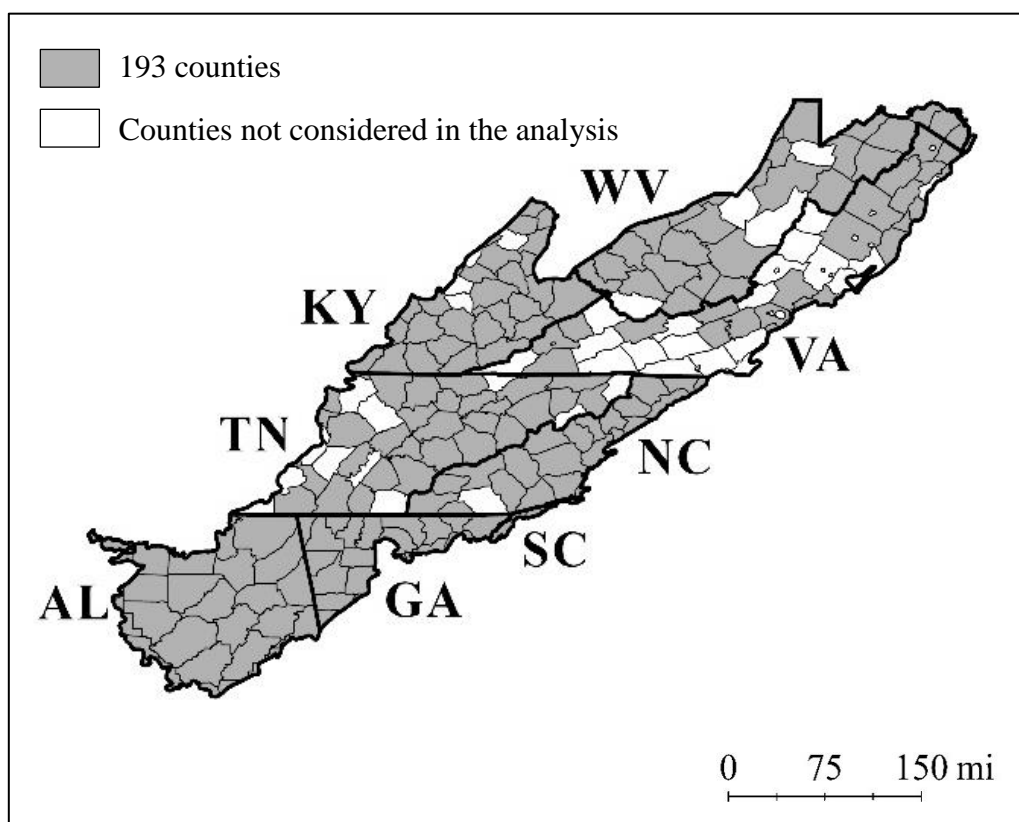 193 counties
Counties not considered in the analysis
WV
KY
VA
TN
NC
SC
AL
GA
0 75 150 mi